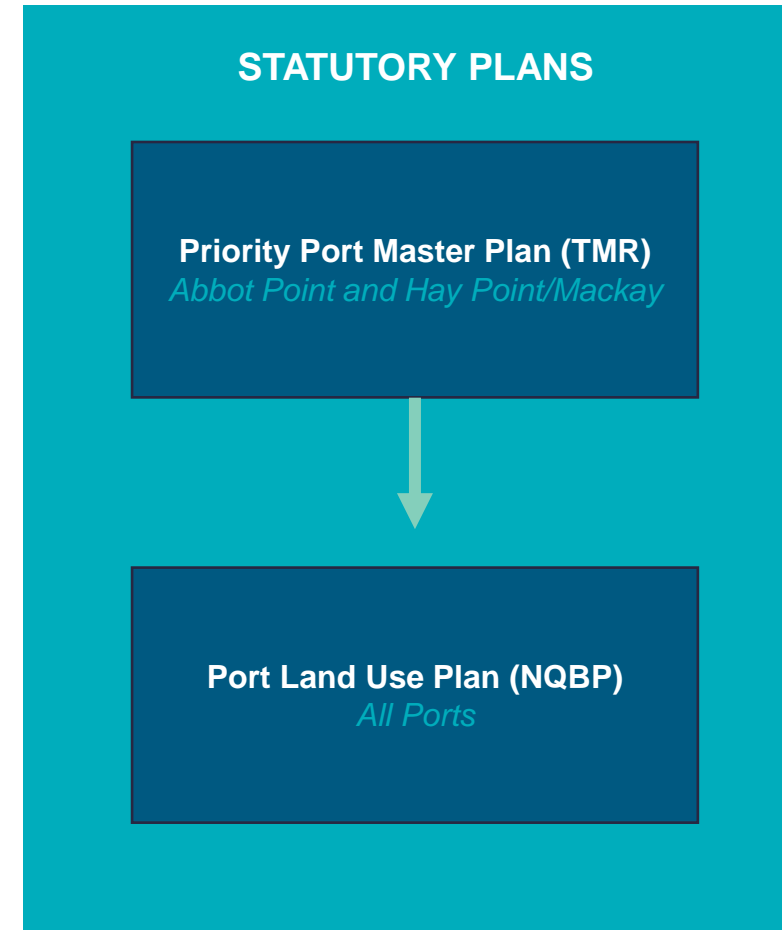 STATUTORY PLANS
Priority Port Master Plan (TMR)
Abbot Point and Hay Point/Mackay
Port Land Use Plan (NQBP)
All Ports